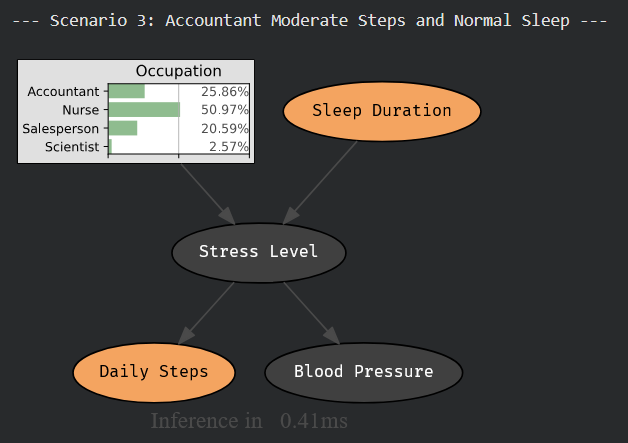 --- Scenario 3: Accountant Moderate Steps and Normal Sleep ---
Occupation
Accountant 25.86%
Nurse 50.97%
Salesperson 20.59%
Scientist 2.57%
Sleep Duration
Stress Level
Daily Steps
Blood Pressure
Inference in 0.41ms